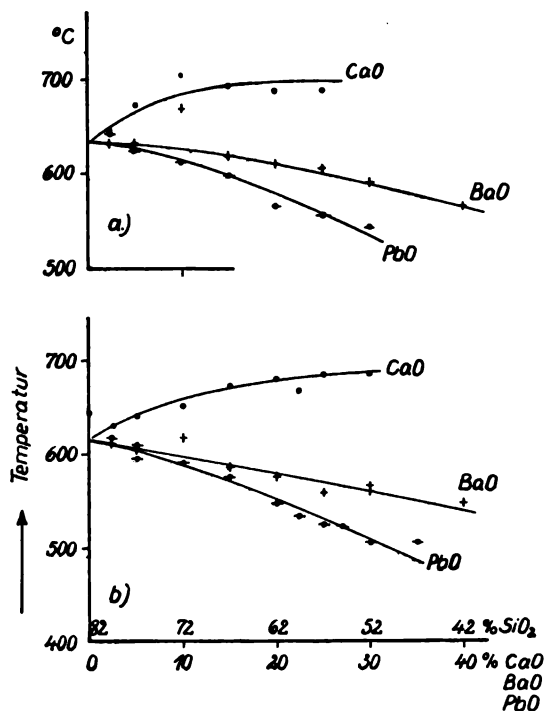 °C
700
CaO
600
BaO
a.)
PbO
500
700
CaO
Temperatur
600
BaO
500
PbO
b)
82 72 62 52 42 % SiO₂
400
0 10 20 30 40 % CaO
BaO
PbO